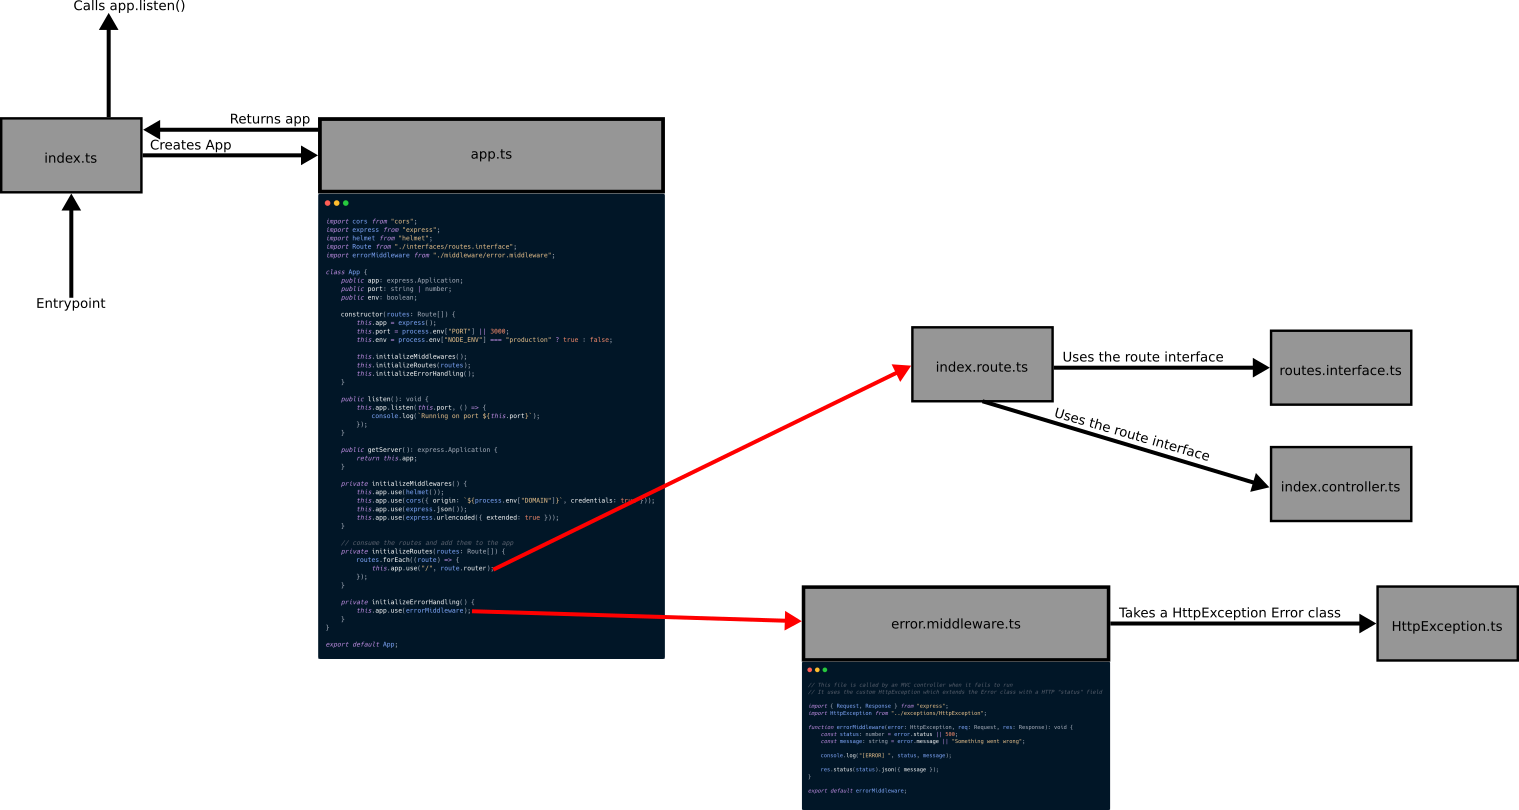 Calls app.listen()
Returns app
Creates App
index.ts
app.ts
Entrypoint
import cors from "cors";
import express from "express";
import helmet from "helmet";
import Route from "./interfaces/routes.interface";
import errorMiddleware from "./middleware/error.middleware";
class App {
public app: express.Application;
public port: string | number;
public env: boolean;
constructor(routes: Route[]) {
this.app = express();
this.port = process.env["PORT"] || 3000;
this.env = process.env["NODE_ENV"] === "production" ? true : false;
this.initializeMiddlewares();
this.initializeRoutes(routes);
this.initializeErrorHandling();
}
public listen(): void {
this.app.listen(this.port, () => {
console.log(`Running on port ${this.port}`);
});
}
public getServer(): express.Application {
return this.app;
}
private initializeMiddlewares() {
this.app.use(helmet());
this.app.use(cors({ origin: `${process.env["DOMAIN"]}`, credentials: true }));
this.app.use(express.json());
this.app.use(express.urlencoded({ extended: true }));
}
// consume the routes and add them to the app
private initializeRoutes(routes: Route[]) {
routes.forEach((route) => {
this.app.use("/", route.router);
});
}
private initializeErrorHandling() {
this.app.use(errorMiddleware);
}
}
export default App;
index.route.ts
Uses the route interface
routes.interface.ts
Uses the route interface
index.controller.ts
error.middleware.ts
Takes a HttpException Error class
HttpException.ts
// This file is called by an MVC controller when it fails to run
// It uses the custom HttpException which extends the Error class with a HTTP "status" field
import { Request, Response } from "express";
import HttpException from "../exceptions/HttpException";
function errorMiddleware(error: HttpException, req: Request, res: Response): void {
const status: number = error.status || 500;
const message: string = error.message || "Something went wrong";
console.log("[ERROR] ", status, message);
res.status(status).json({ message });
}
export default errorMiddleware;